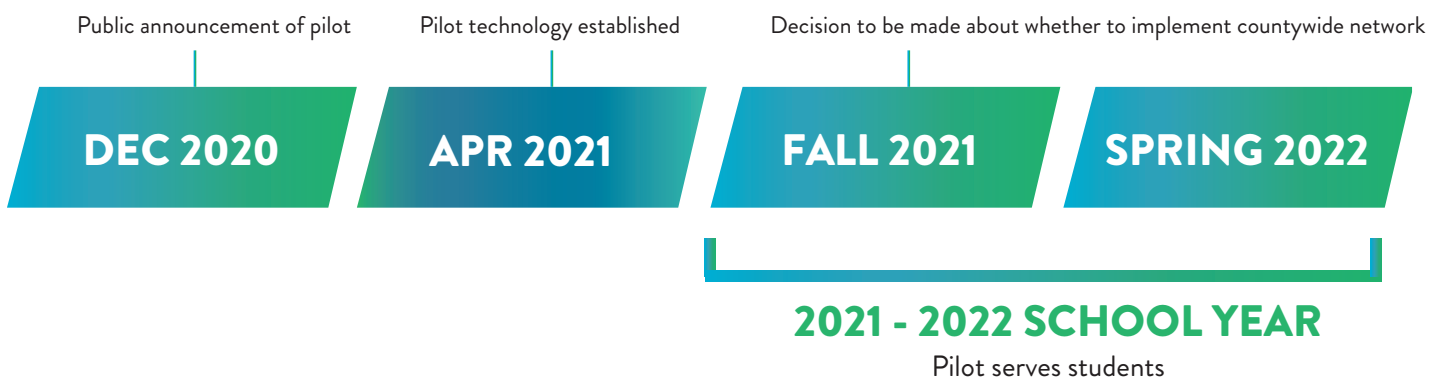 Public announcement of pilot
Pilot technology established
Decision to be made about whether to implement countywide network
DEC 2020
APR 2021
FALL 2021
SPRING 2022
2021 - 2022 SCHOOL YEAR
Pilot serves students